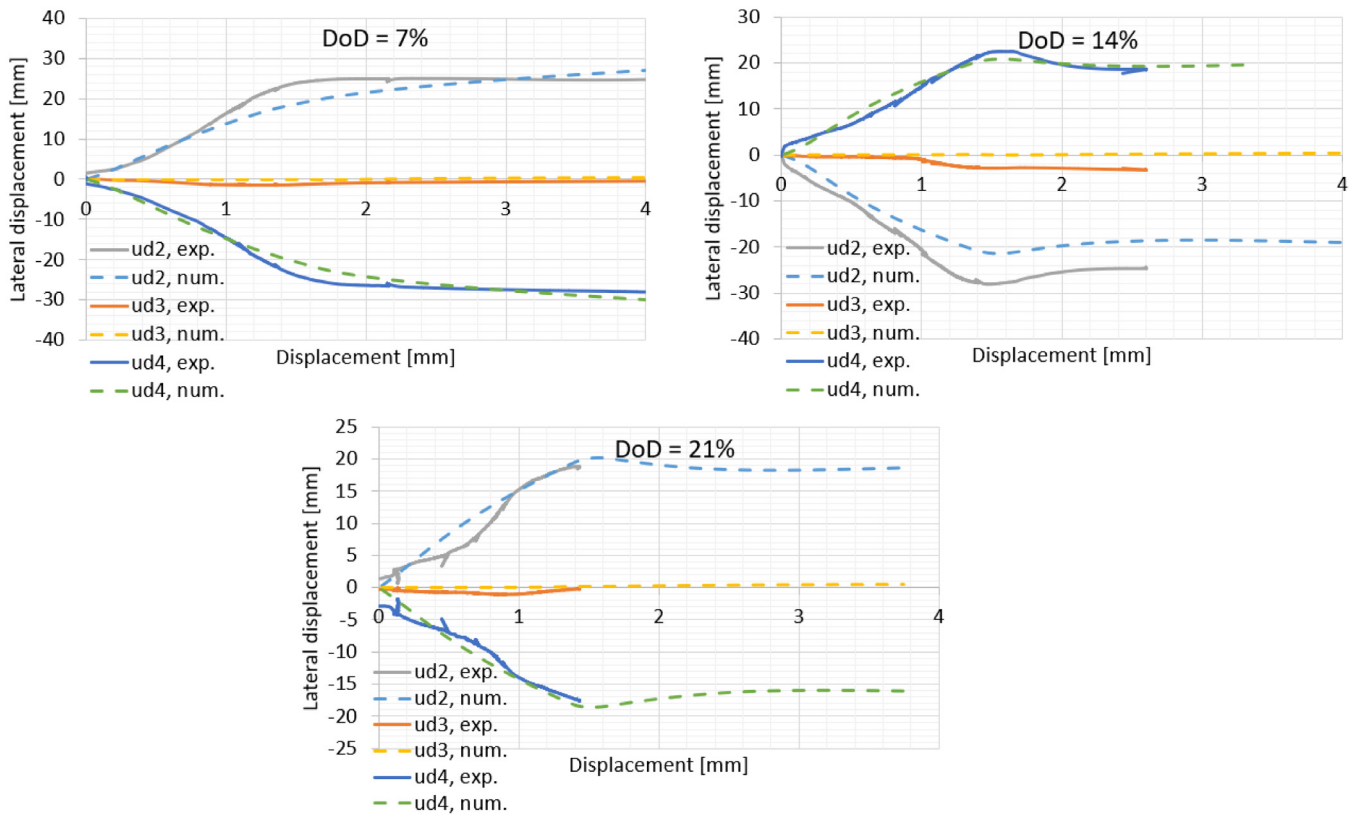 DoD = 7%
Lateral displacement [mm]
40
30
20
10
0
-10
-20
-30
-40
0
1
2
3
4
Displacement [mm]
ud2, exp.
ud2, num.
ud3, exp.
ud3, num.
ud4, exp.
ud4, num.
DoD = 14%
Lateral displacement [mm]
30
20
10
0
-10
-20
-30
-40
0
1
2
3
4
Displacement [mm]
ud2, exp.
ud2, num.
ud3, exp.
ud3, num.
ud4, exp.
ud4, num.
DoD = 21%
Lateral displacement [mm]
25
20
15
10
5
0
-5
-10
-15
-20
-25
0
1
2
3
4
Displacement [mm]
ud2, exp.
ud2, num.
ud3, exp.
ud3, num.
ud4, exp.
ud4, num.